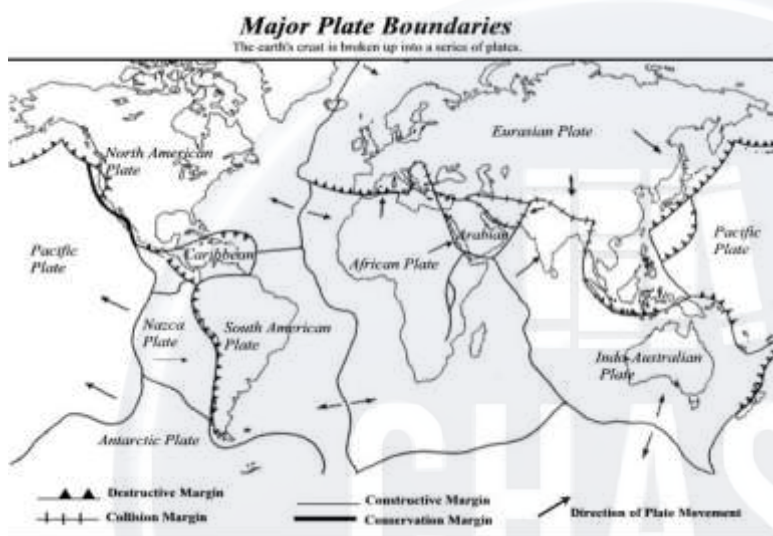 Major Plate Boundaries
The earth's crust is broken up into a series of plates.
North American
Plate
Eurasian Plate
Pacific
Plate
Caribbean
African Plate
Arabian
Pacific
Plate
Nazca
Plate
South American
Plate
Indo-Australian
Plate
Antarctic Plate
Destructive Margin
Constructive Margin
Collision Margin
Conservation Margin
Direction of Plate Movement